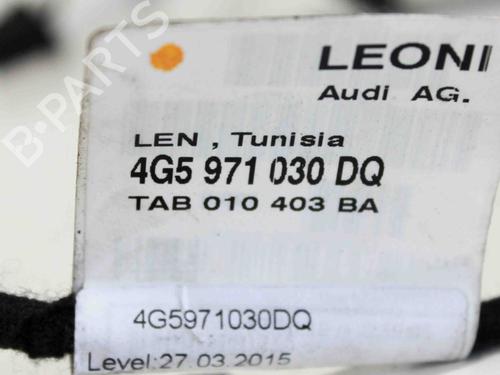 LEONI
Audi AG.
LEN , Tunisia
4G5 971 030 DQ
TAB 010 403 BA
4G5971030DQ
Level:27.03.2015
B-PARTS